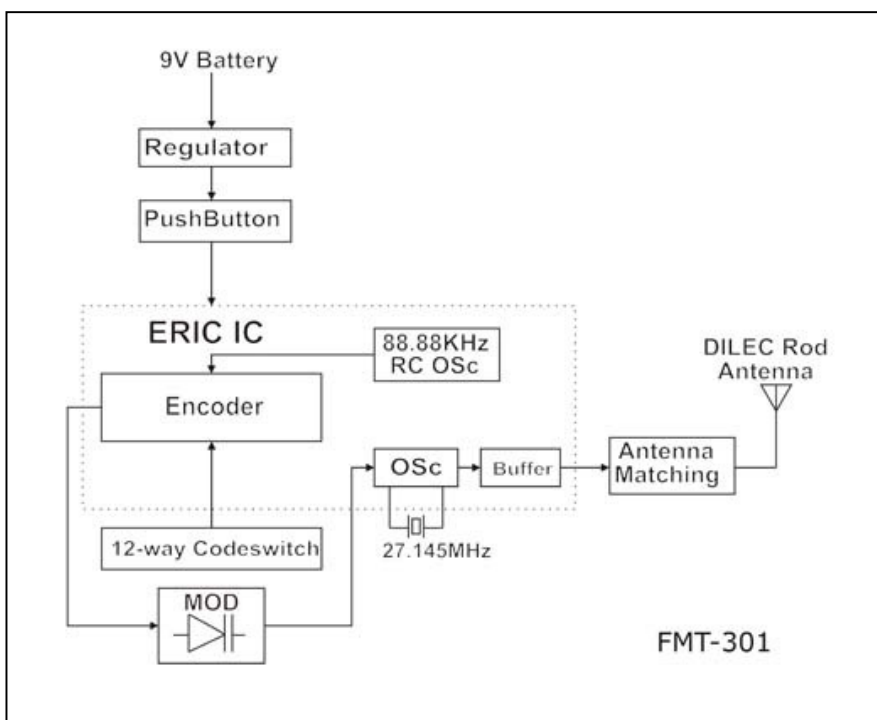 9V Battery
Regulator
PushButton
ERIC IC
88.88KHz
RC OSc
Encoder
DILEC Rod
Antenna
OSc
Buffer
Antenna
Matching
12-way Codeswitch
27.145MHz
MOD
FMT-301